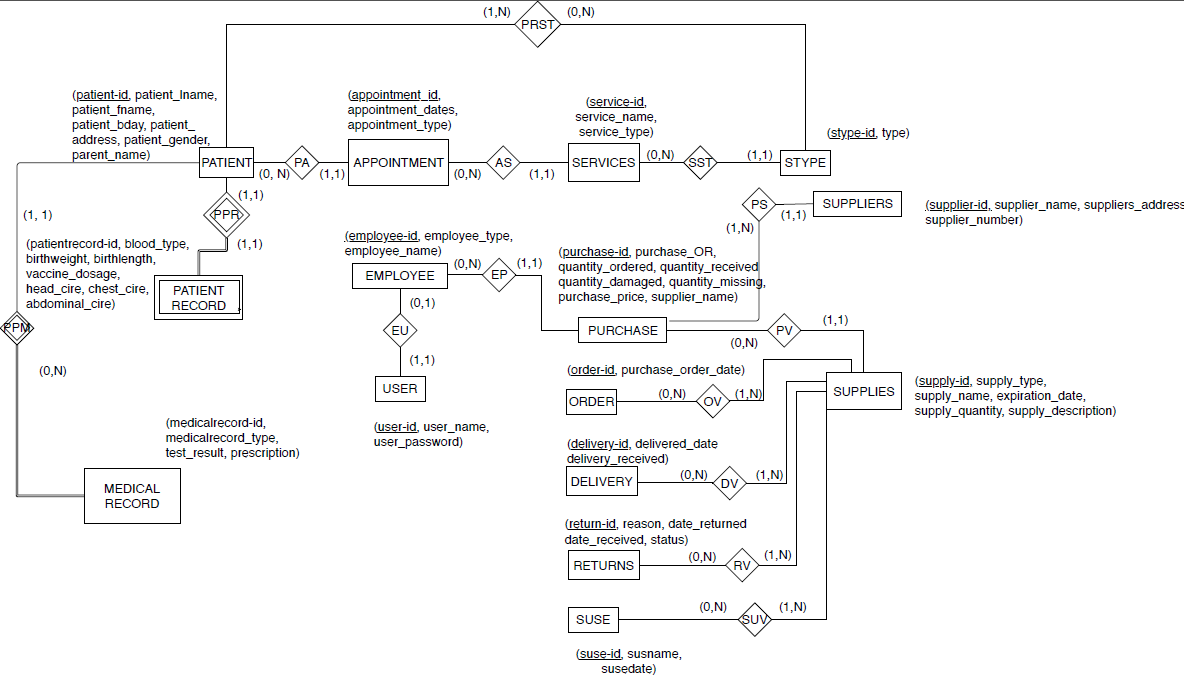 (1,N)
PRST
(0,N)
(patient-id, patient_lname,
patient_fname,
patient_bday, patient_
address, patient_gender,
parent_name)
(appointment_id,
appointment_dates,
appointment_type)
(service-id,
service_name,
service_type)
(stype-id, type)
PATIENT
PA
APPOINTMENT
AS
SERVICES
(0,N)
SST
(1,1)
STYPE
(0, N)
(1,1)
(0,N)
(1,1)
(1,1)
PPR
(1,1)
(1, 1)
PS
(1,1)
SUPPLIERS
(1,N)
(supplier-id, supplier_name, suppliers_address
supplier_number)
(patientrecord-id, blood_type,
birthweight, birthlength,
vaccine_dosage,
head_circ, chest_circ,
abdominal_circ)
PATIENT
RECORD
(employee-id, employee_type,
employee_name)
EMPLOYEE
(0,N)
EP
(1,1)
(purchase-id, purchase_OR,
quantity_ordered, quantity_received
quantity_damaged, quantity_missing,
purchase_price, supplier_name)
(0,1)
EU
(1,1)
USER
(user-id, user_name,
user_password)
PURCHASE
PV
(1,1)
(0,N)
PPM
(0,N)
(order-id, purchase_order_date)
ORDER
(0,N)
OV
(1,N)
SUPPLIES
(supply-id, supply_type,
supply_name, expiration_date,
supply_quantity, supply_description)
(medicalrecord-id,
medicalrecord_type,
test_result, prescription)
MEDICAL
RECORD
(delivery-id, delivered_date
delivery_received)
DELIVERY
(0,N)
DV
(1,N)
(return-id, reason, date_returned
date_received, status)
RETURNS
(0,N)
RV
(1,N)
SUSE
(0,N)
SUV
(1,N)
(suse-id, susname,
susedate)